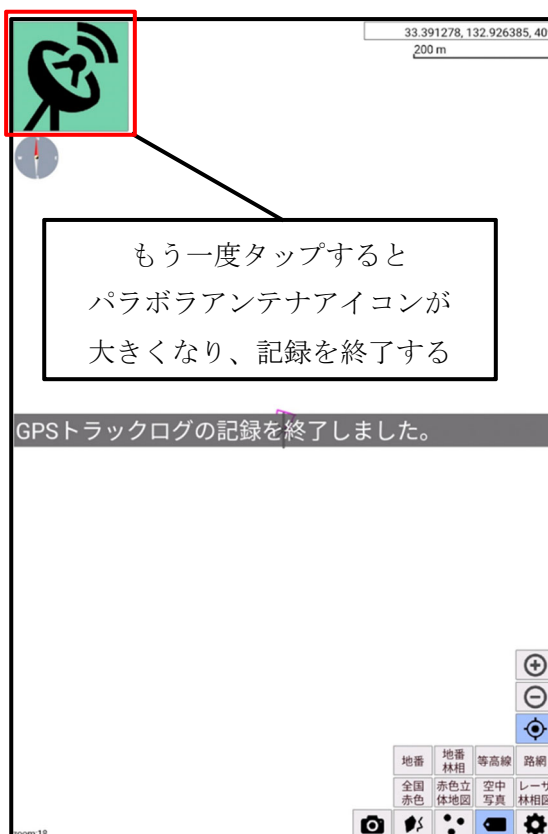 33.391278, 132.926385, 40
200 m
もう一度タップすると
パラボラアンテナアイコンが
大きくなり、記録を終了する
GPSトラックログの記録を終了しました。
地番
地番
林相
等高線
路網
全国
赤色
赤色立
体地図
空中
写真
レーザ
林相図
zoom:18